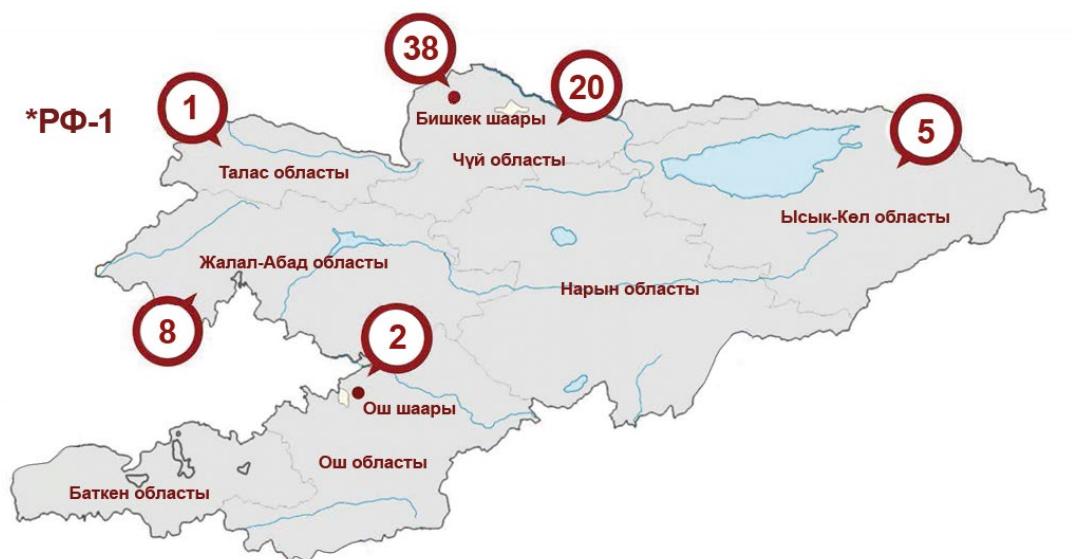 38
20
1
*РФ-1
5
Бишкек шаары
Чүй областы
Талас областы
Ысык-Көл областы
Жалал-Абад областы
Нарын областы
8
2
Ош шаары
Ош областы
Баткен областы